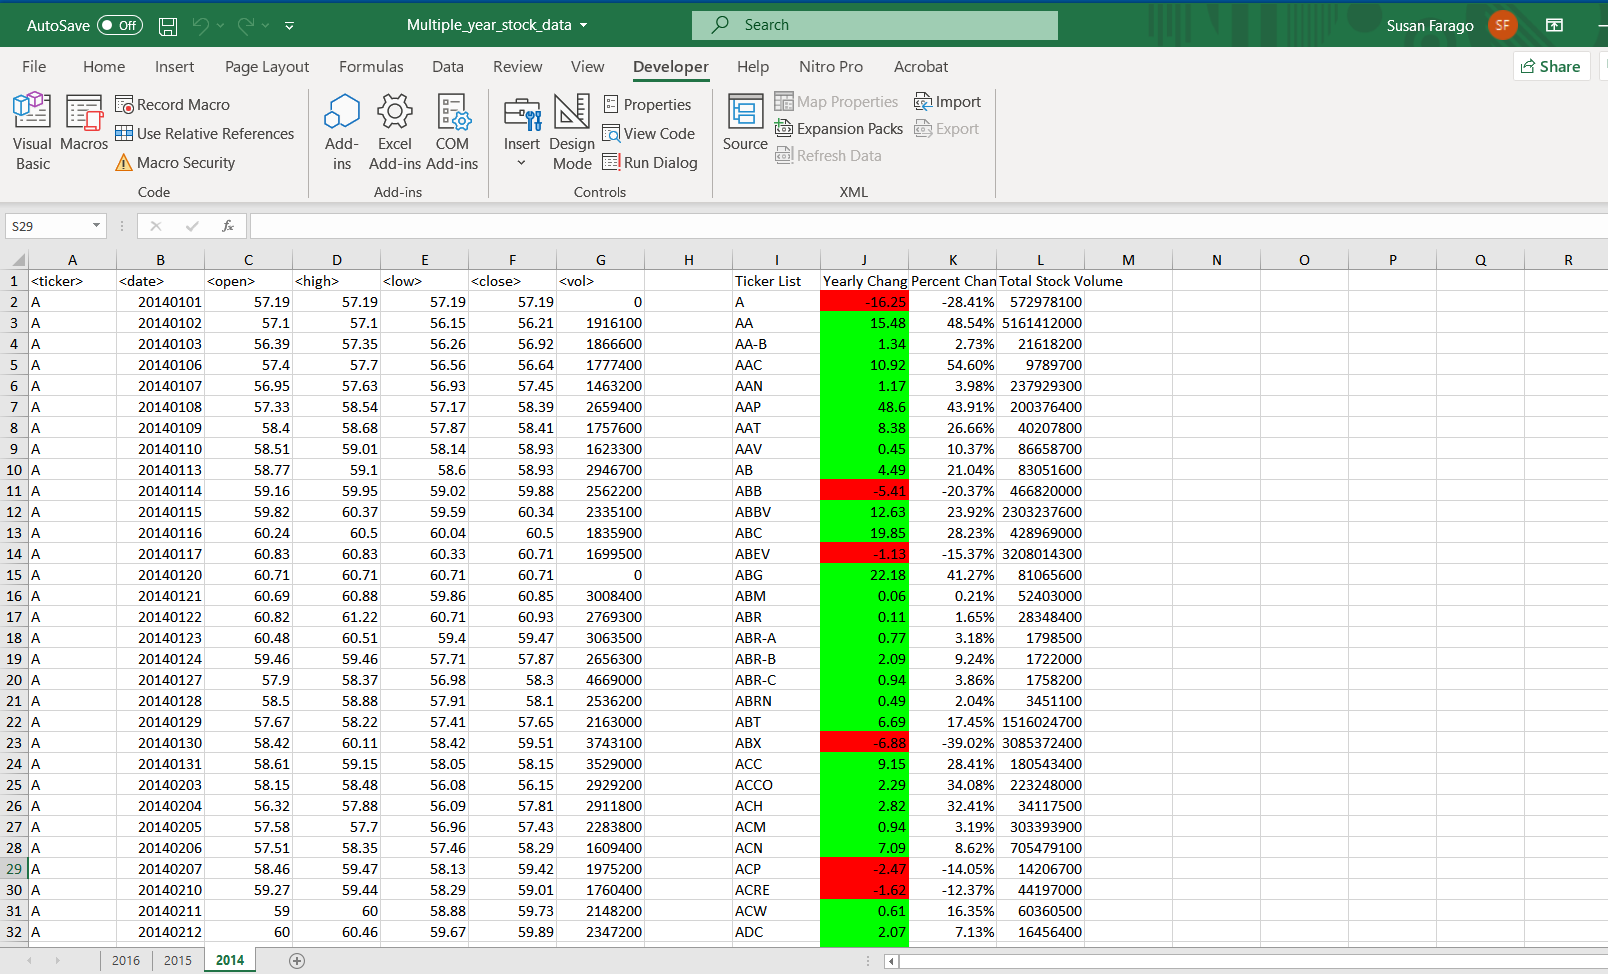 AutoSave Off Multiple_year_stock_data Search Susan Farago SF
File Home Insert Page Layout Formulas Data Review View Developer Help Nitro Pro Acrobat Share
Visual Basic
Macros
Record Macro
Use Relative References
Macro Security
Code
Add-ins
Excel Add-ins
COM Add-ins
Add-ins
Insert
Design Mode
Properties
View Code
Run Dialog
Controls
Source
Map Properties
Expansion Packs
Refresh Data
Import
Export
XML
S29 fx
A B C D E F G H I J K L M N O P Q R
1 <ticker> <date> <open> <high> <low> <close> <vol> Ticker List Yearly Chang Percent Chan Total Stock Volume
2 A 20140101 57.19 57.19 57.19 57.19 0 A -16.25 -28.41% 572978100
3 A 20140102 57.1 57.1 56.15 56.21 1916100 AA 15.48 48.54% 5161412000
4 A 20140103 56.39 57.35 56.26 56.92 1866600 AA-B 1.34 2.73% 21618200
5 A 20140106 57.4 57.7 56.56 56.64 1777400 AAC 10.92 54.60% 9789700
6 A 20140107 56.95 57.63 56.93 57.45 1463200 AAN 1.17 3.98% 237929300
7 A 20140108 57.33 58.54 57.17 58.39 2659400 AAP 48.6 43.91% 200376400
8 A 20140109 58.4 58.68 57.87 58.41 1757600 AAT 8.38 26.66% 40207800
9 A 20140110 58.51 59.01 58.14 58.93 1623300 AAV 0.45 10.37% 86658700
10 A 20140113 58.77 59.1 58.6 58.93 2946700 AB 4.49 21.04% 83051600
11 A 20140114 59.16 59.95 59.02 59.88 2562200 ABB -5.41 -20.37% 466820000
12 A 20140115 59.82 60.37 59.59 60.34 2335100 ABBV 12.63 23.92% 2303237600
13 A 20140116 60.24 60.5 60.04 60.5 1835900 ABC 19.85 28.23% 428969000
14 A 20140117 60.83 60.83 60.33 60.71 1699500 ABEV -1.13 -15.37% 3208014300
15 A 20140120 60.71 60.71 60.71 60.71 0 ABG 22.18 41.27% 81065600
16 A 20140121 60.69 60.88 59.86 60.85 3008400 ABM 0.06 0.21% 52403000
17 A 20140122 60.82 61.22 60.71 60.93 2769300 ABR 0.11 1.65% 28348400
18 A 20140123 60.48 60.51 59.4 59.47 3063500 ABR-A 0.77 3.18% 1798500
19 A 20140124 59.46 59.46 57.71 57.87 2656300 ABR-B 2.09 9.24% 1722000
20 A 20140127 57.9 58.37 56.98 58.3 4669000 ABR-C 0.94 3.86% 1758200
21 A 20140128 58.5 58.88 57.91 58.1 2536200 ABRN 0.49 2.04% 3451100
22 A 20140129 57.67 58.22 57.41 57.65 2163000 ABT 6.69 17.45% 1516024700
23 A 20140130 58.42 60.11 58.42 59.51 3743100 ABX -6.88 -39.02% 3085372400
24 A 20140131 58.61 59.15 58.05 58.15 3529000 ACC 9.15 28.41% 180543400
25 A 20140203 58.15 58.48 56.08 56.15 2929200 ACCO 2.29 34.08% 223248000
26 A 20140204 56.32 57.88 56.09 57.81 2911800 ACH 2.82 32.41% 34117500
27 A 20140205 57.58 57.7 56.96 57.43 2283800 ACM 0.94 3.19% 303393900
28 A 20140206 57.51 58.35 57.46 58.29 1609400 ACN 7.09 8.62% 705479100
29 A 20140207 58.46 59.47 58.13 59.42 1975200 ACP -2.47 -14.05% 14206700
30 A 20140210 59.27 59.44 58.29 59.01 1760400 ACRE -1.62 -12.37% 44197000
31 A 20140211 59 60 58.88 59.73 2148200 ACW 0.61 16.35% 60360500
32 A 20140212 60 60.46 59.67 59.89 2347200 ADC 2.07 7.13% 16456400
2016 2015 2014